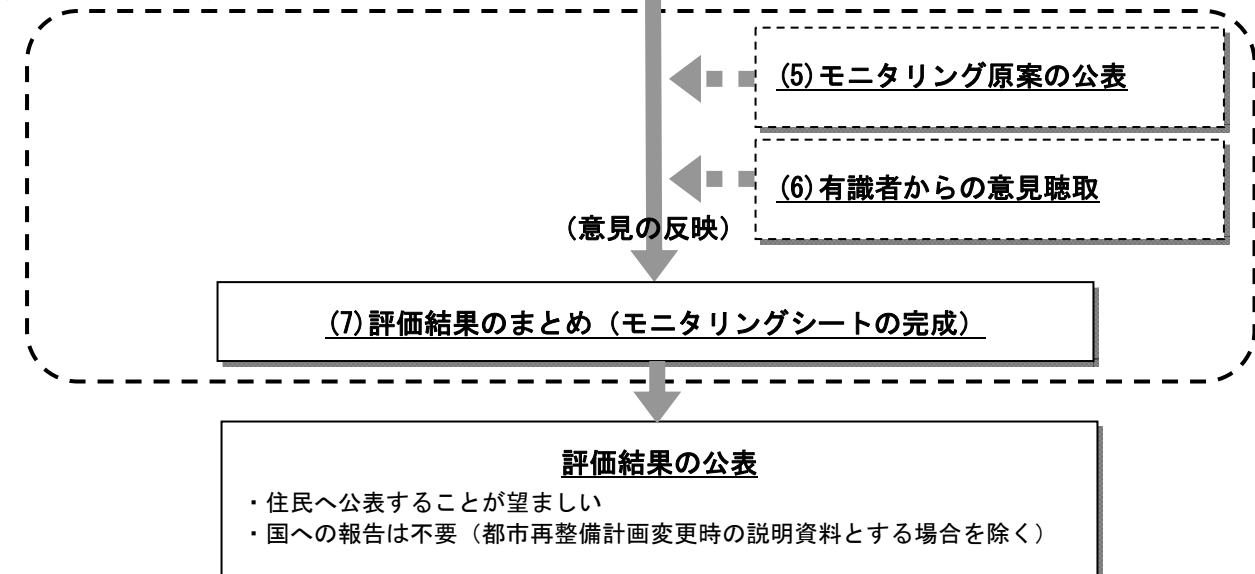 (5)モニタリング原案の公表
(6)有識者からの意見聴取
（意見の反映）
(7)評価結果のまとめ（モニタリングシートの完成）
評価結果の公表
・住民へ公表することが望ましい
・国への報告は不要（都市再整備計画変更時の説明資料とする場合を除く）